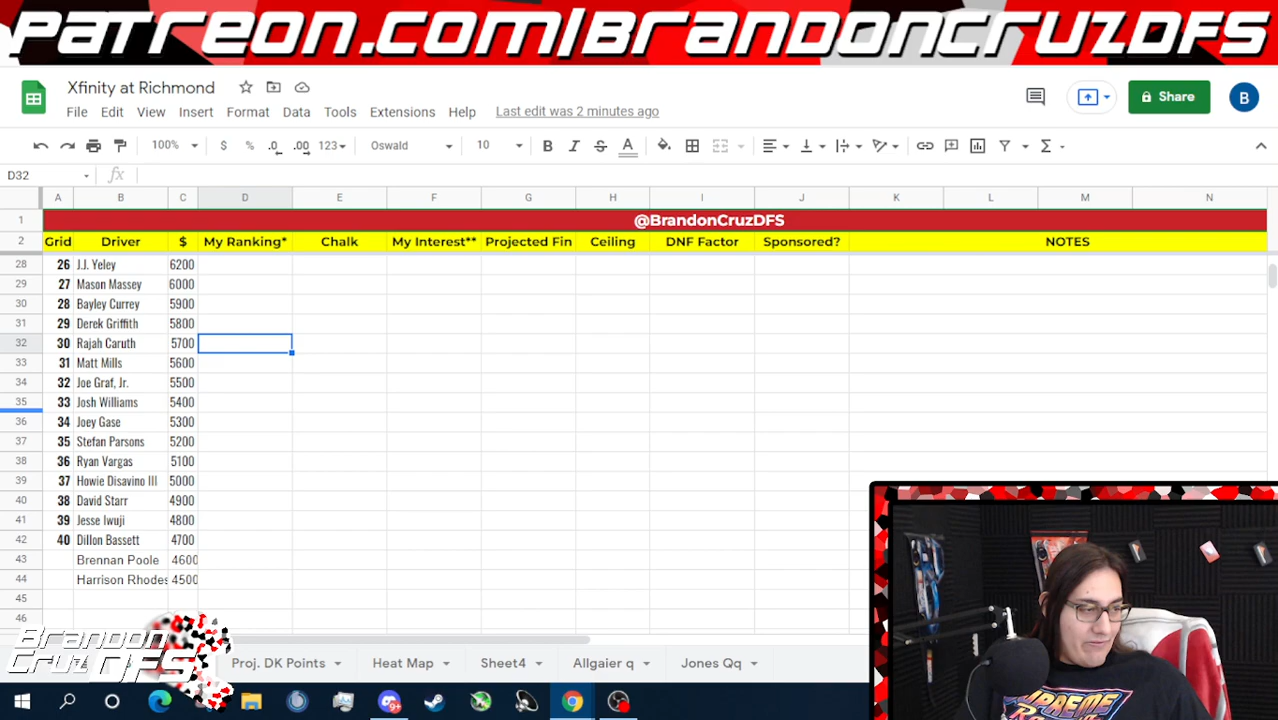 Patreon.com/BrandonCruzDFS
Xfinity at Richmond
File Edit View Insert Format Data Tools Extensions Help Last edit was 2 minutes ago
Share
B
100% $ % .0 .00 123 Oswald 10 B I S A
D32 fx
A B C D E F G H I J K L M N
1 @BrandonCruzDFS
2 Grid Driver $ My Ranking* Chalk My Interest** Projected Fin Ceiling DNF Factor Sponsored? NOTES
28 26 J.J. Yeley 6200
29 27 Mason Massey 6000
30 28 Bayley Currey 5900
31 29 Derek Griffith 5800
32 30 Rajah Caruth 5700
33 31 Matt Mills 5600
34 32 Joe Graf, Jr. 5500
35 33 Josh Williams 5400
36 34 Joey Gase 5300
37 35 Stefan Parsons 5200
38 36 Ryan Vargas 5100
39 37 Howie Disavino III 5000
40 38 David Starr 4900
41 39 Jesse Iwuji 4800
42 40 Dillon Bassett 4700
43 Brennan Poole 4600
44 Harrison Rhodes 4500
45
46
Brandon
Cruz DFS
Proj. DK Points Heat Map Sheet4 Allgaier q Jones Qq